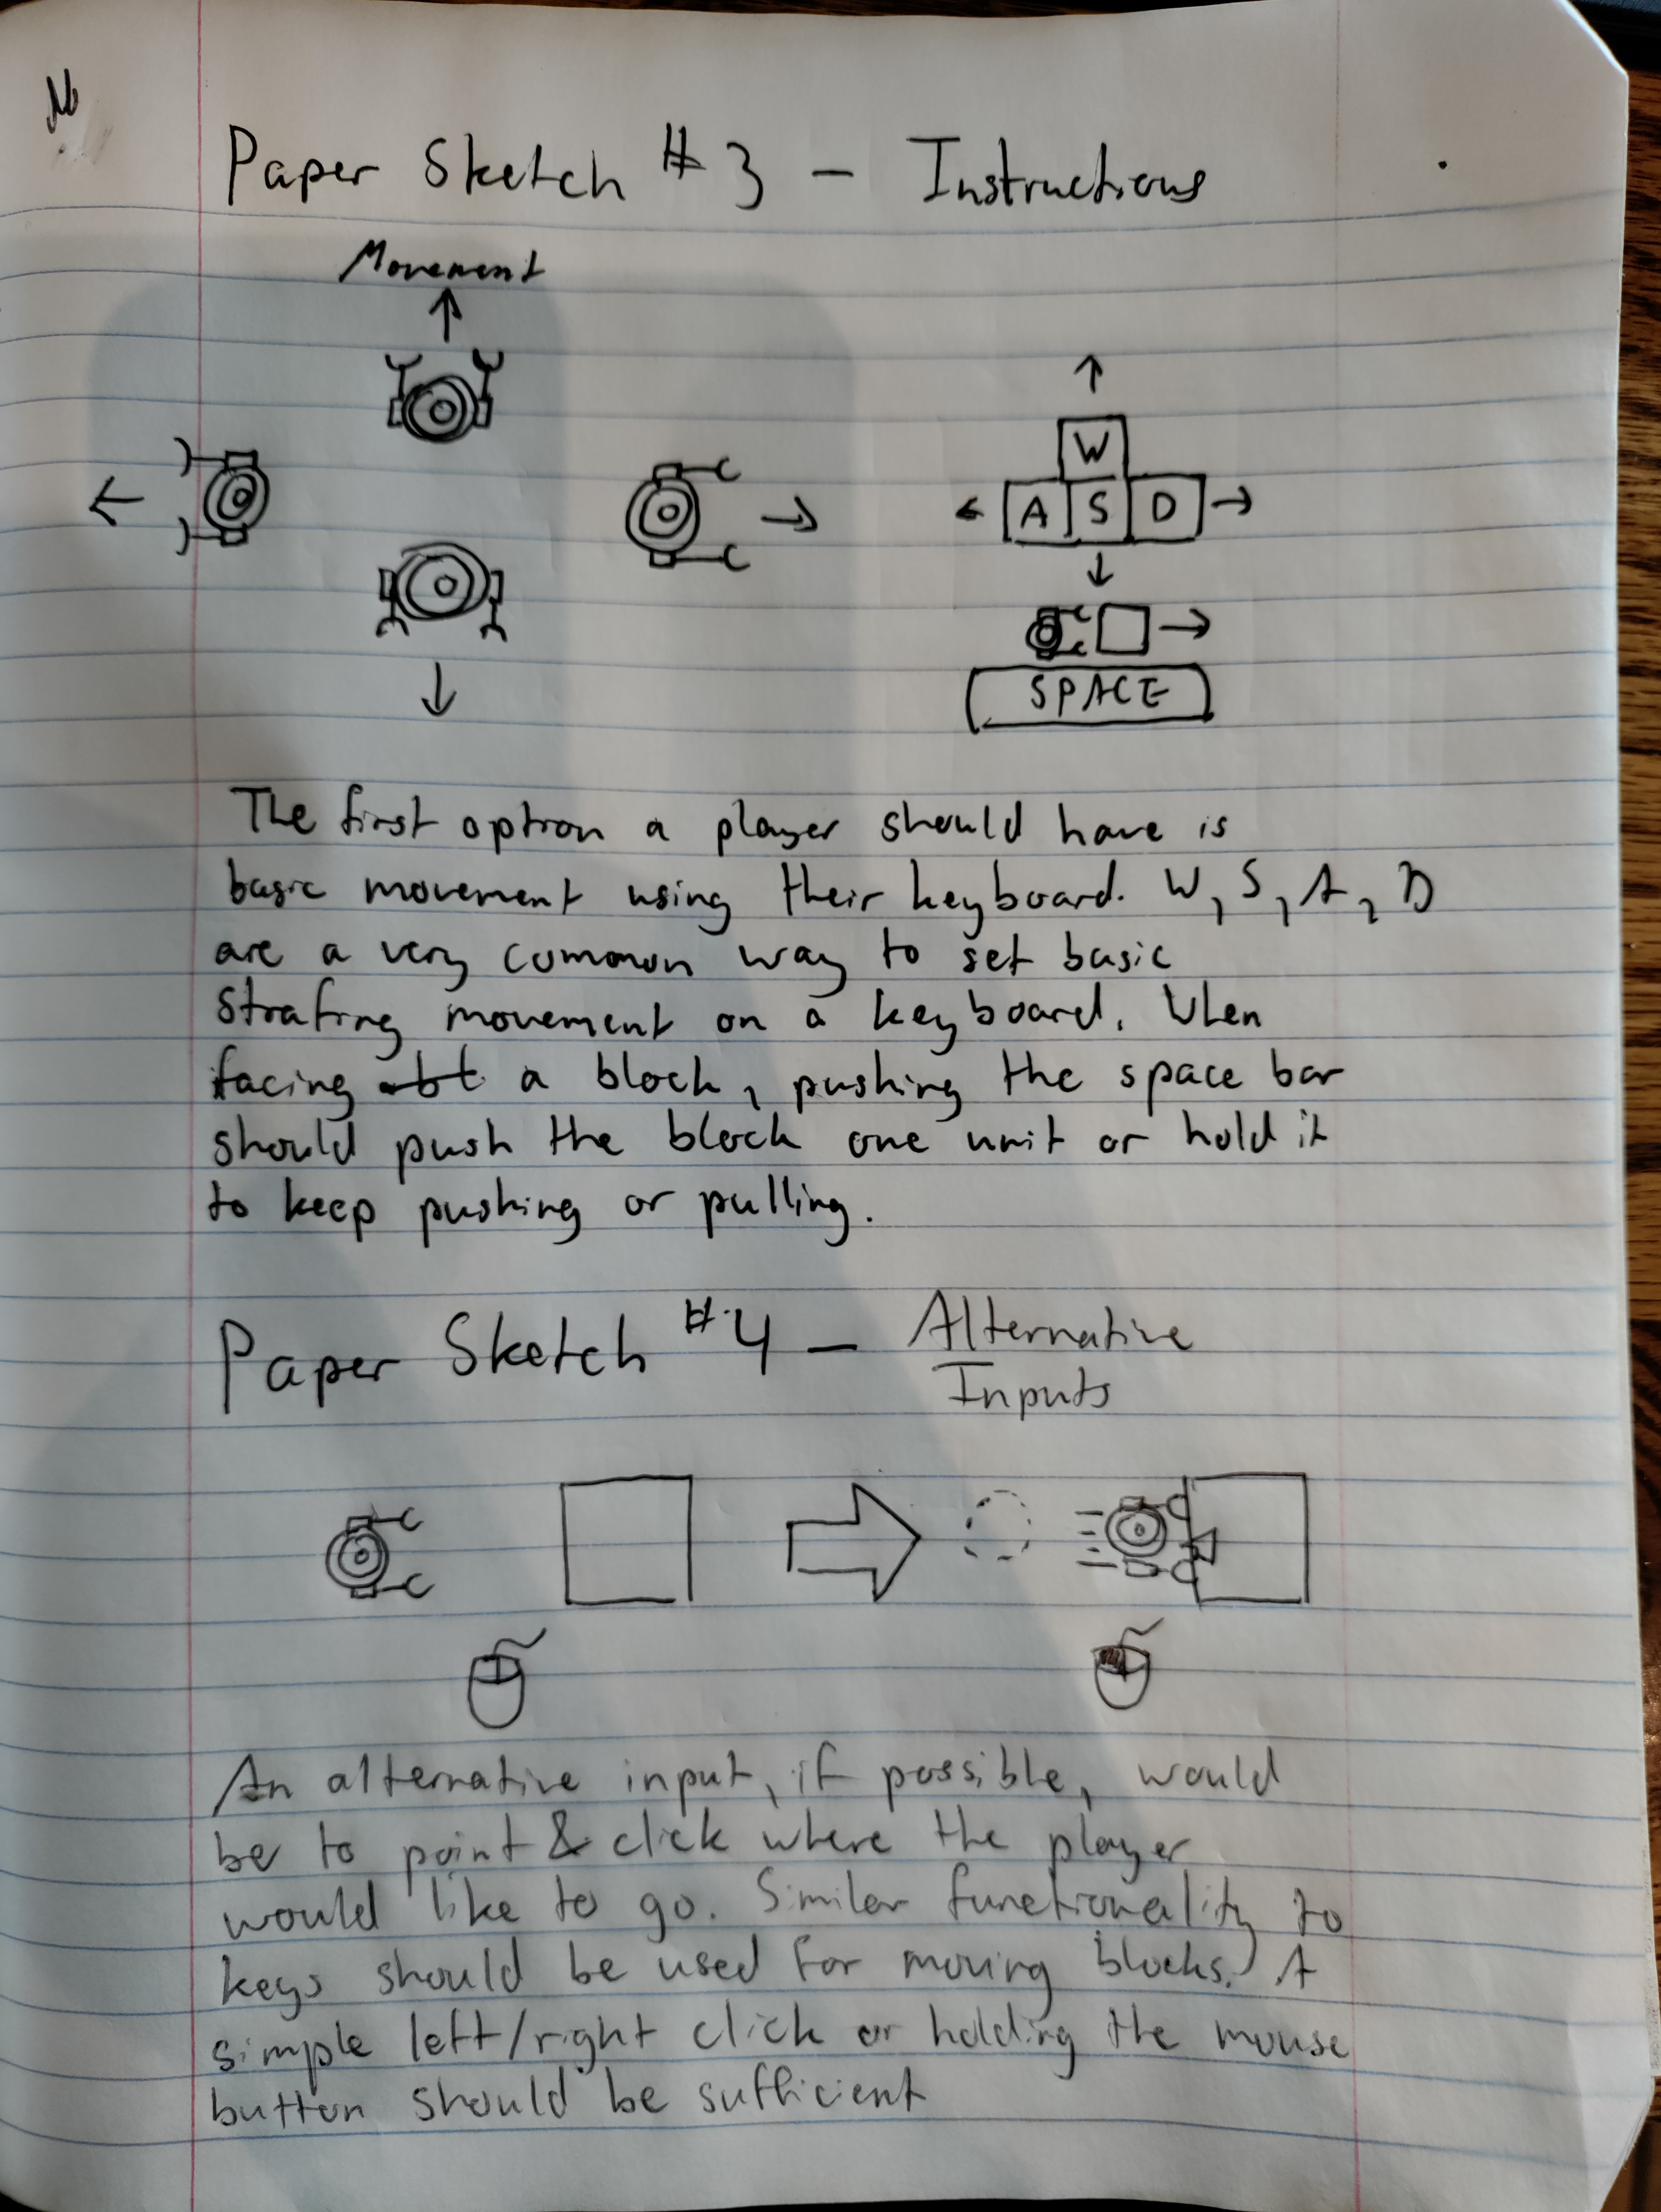 Paper Sketch #3 – Instructions
Movement
W
A S D
SPACE
The first option a player should have is
basic movement using their keyboard. W, S, A, D
are a very common way to set basic
strafing movement on a keyboard. When
facing a block, pushing the space bar
should push the block one unit or hold it
to keep pushing or pulling.
Paper Sketch #4 – Alternative
Inputs
An alternative input, if possible, would
be to point & click where the player
would like to go. Similar functionality to
keys should be used for moving blocks. A
simple left/right click or holding the mouse
button should be sufficient